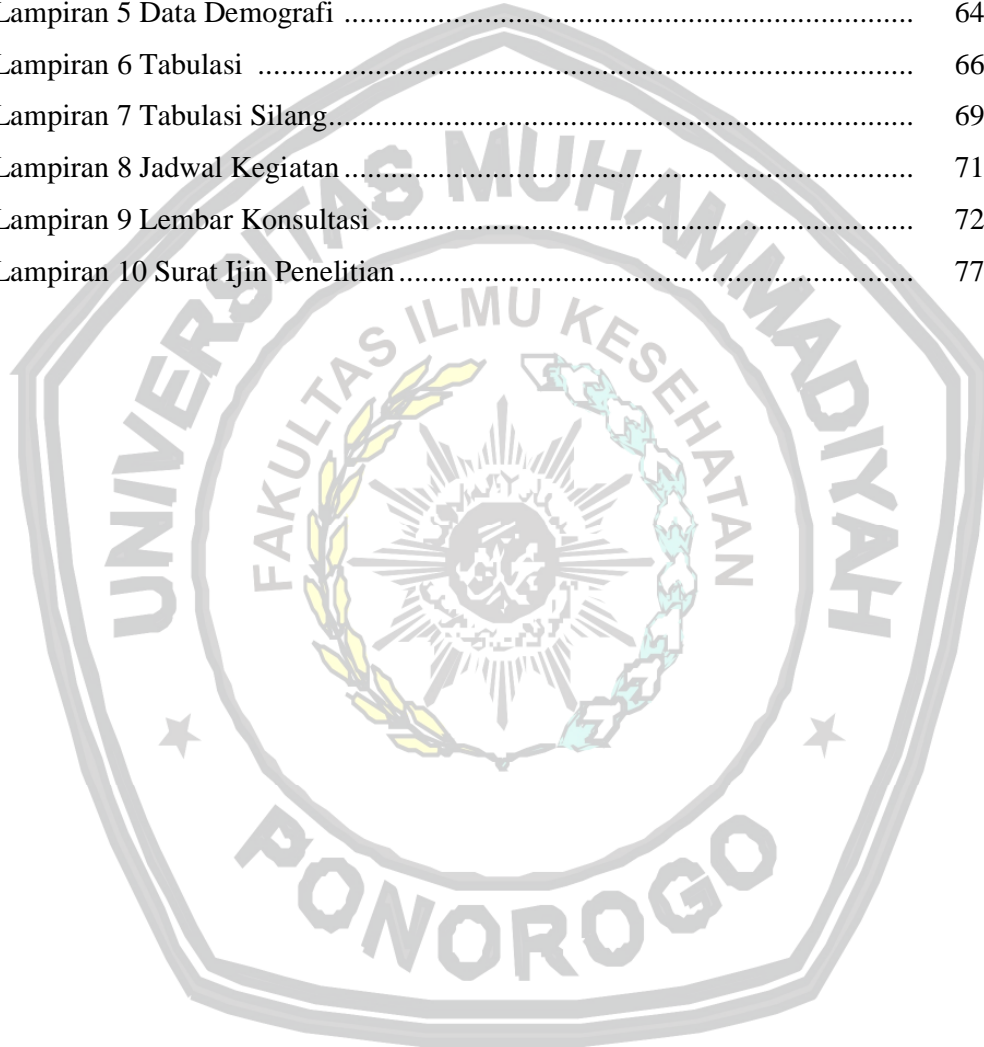 Lampiran 5 Data Demografi ......................................................................... 64
Lampiran 6 Tabulasi .................................................................................... 66
Lampiran 7 Tabulasi Silang........................................................................... 69
Lampiran 8 Jadwal Kegiatan ......................................................................... 71
Lampiran 9 Lembar Konsultasi ..................................................................... 72
Lampiran 10 Surat Ijin Penelitian .................................................................. 77
UNIVERSITAS MUHAMMADIYAH
FAKULTAS ILMU KESEHATAN
PONOROGO